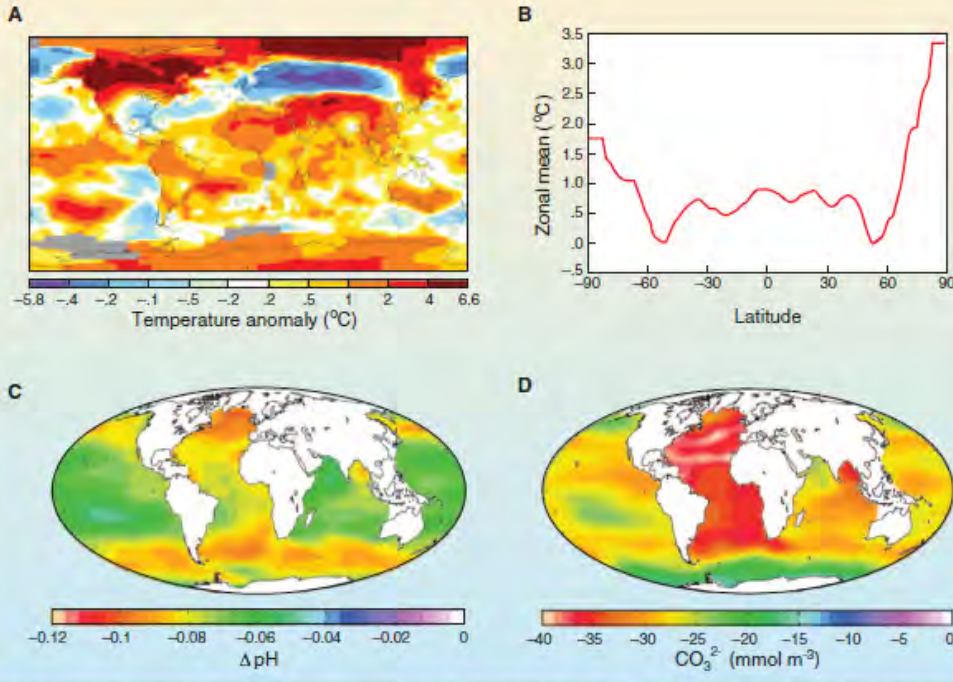 A
-5.8 -.4 -.2 -.1 -.5 -.2 .2 .5 1 2 4 6.6
Temperature anomaly (°C)
B
3.5
3.0
2.5
2.0
1.5
1.0
.5
.0
-.5
Zonal mean (°C)
-90 -60 -30 0 30 60 90
Latitude
C
-0.12 -0.1 -0.08 -0.06 -0.04 -0.02 0
Δ pH
D
-40 -35 -30 -25 -20 -15 -10 -5 0
CO₃²⁻ (mmol m⁻³)